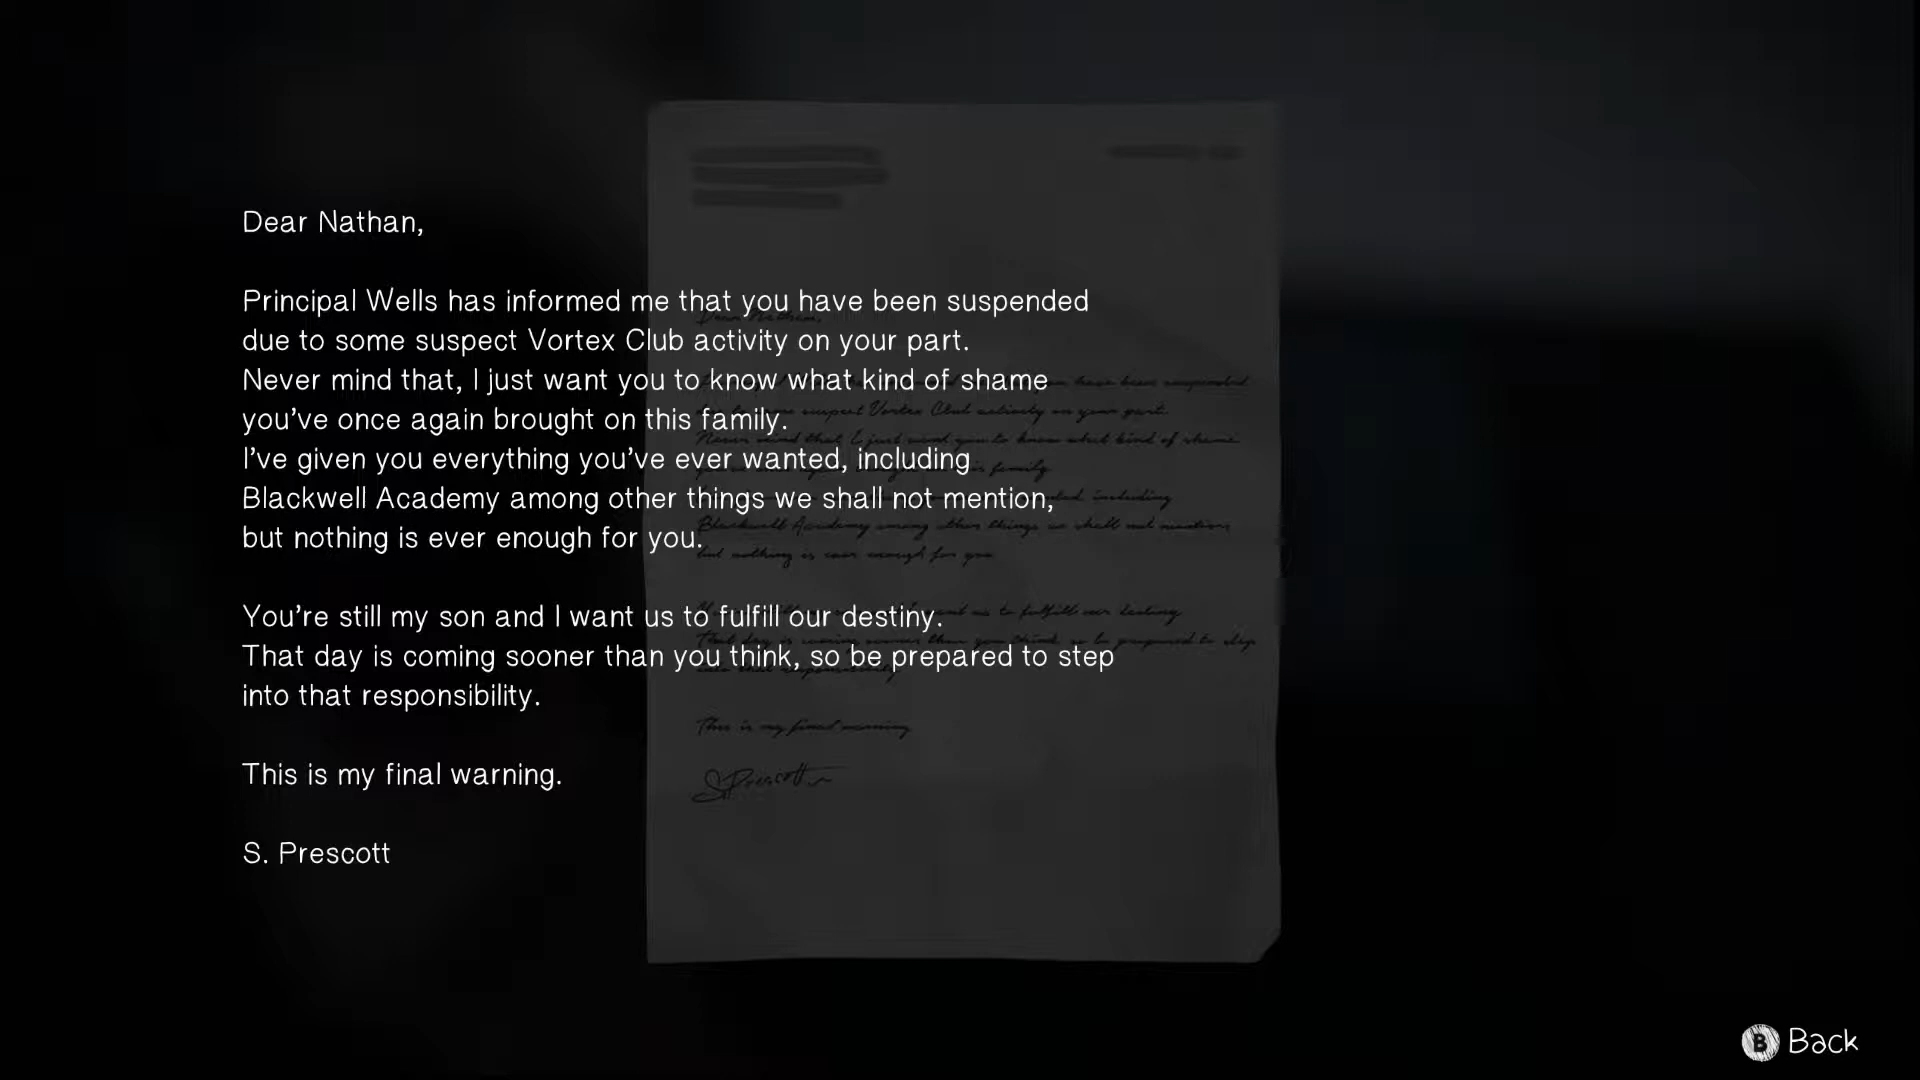 Dear Nathan,
Principal Wells has informed me that you have been suspended
due to some suspect Vortex Club activity on your part.
Never mind that, I just want you to know what kind of shame
you've once again brought on this family.
I've given you everything you've ever wanted, including
Blackwell Academy among other things we shall not mention,
but nothing is ever enough for you.
You're still my son and I want us to fulfill our destiny.
That day is coming sooner than you think, so be prepared to step
into that responsibility.
This is my final warning.
S. Prescott
B Back